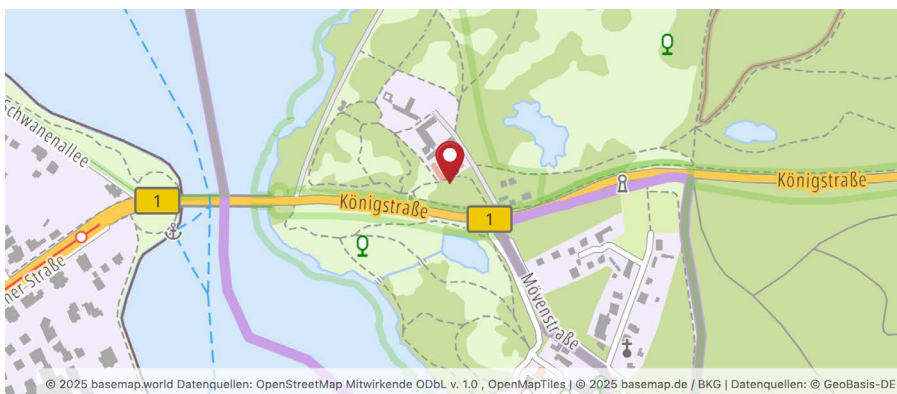 Schwanenallee
1
Königstraße
1
Königstraße
ner-Straße
Mövenstraße
© 2025 basemap.world Datenquellen: OpenStreetMap Mitwirkende ODbL v. 1.0 , OpenMapTiles | © 2025 basemap.de / BKG | Datenquellen: © GeoBasis-DE